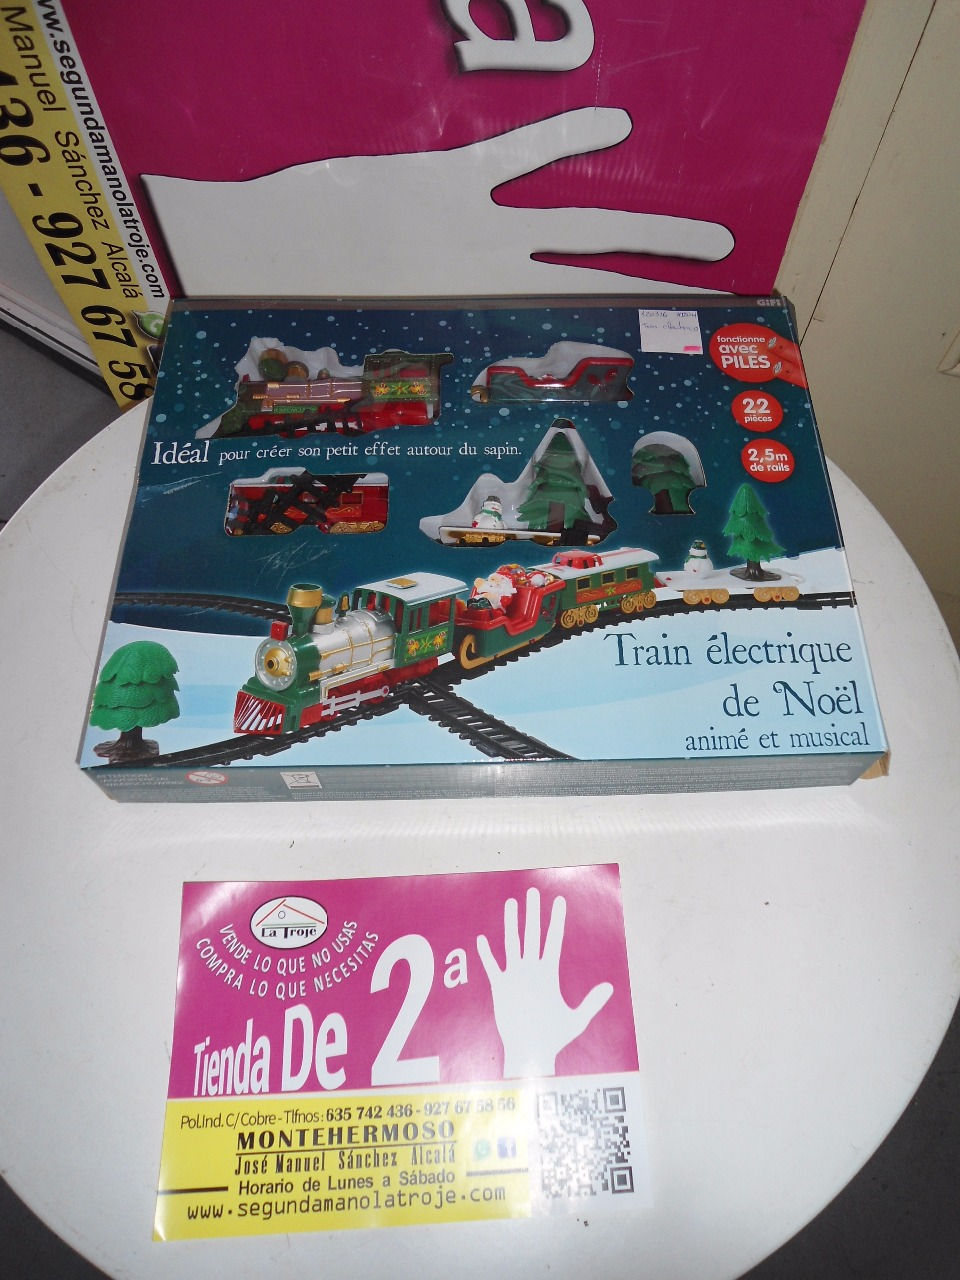 a
www.segundamanolatroje.com
Manuel Sánchez Alcalá
436 - 927 67 58
GiFi
fonctionne
avec
PILES
22
pièces
2,5m
de rails
Idéal pour créer son petit effet autour du sapin.
Train électrique
de Noël
animé et musical
La Troje
VENDE LO QUE NO USAS
COMPRA LO QUE NECESITAS
Tienda De 2a
Pol.Ind. C/ Cobre - Tlfnos: 635 742 436 - 927 67 58 56
MONTEHERMOSO
José Manuel Sánchez Alcalá
Horario de Lunes a Sábado
www.segundamanolatroje.com